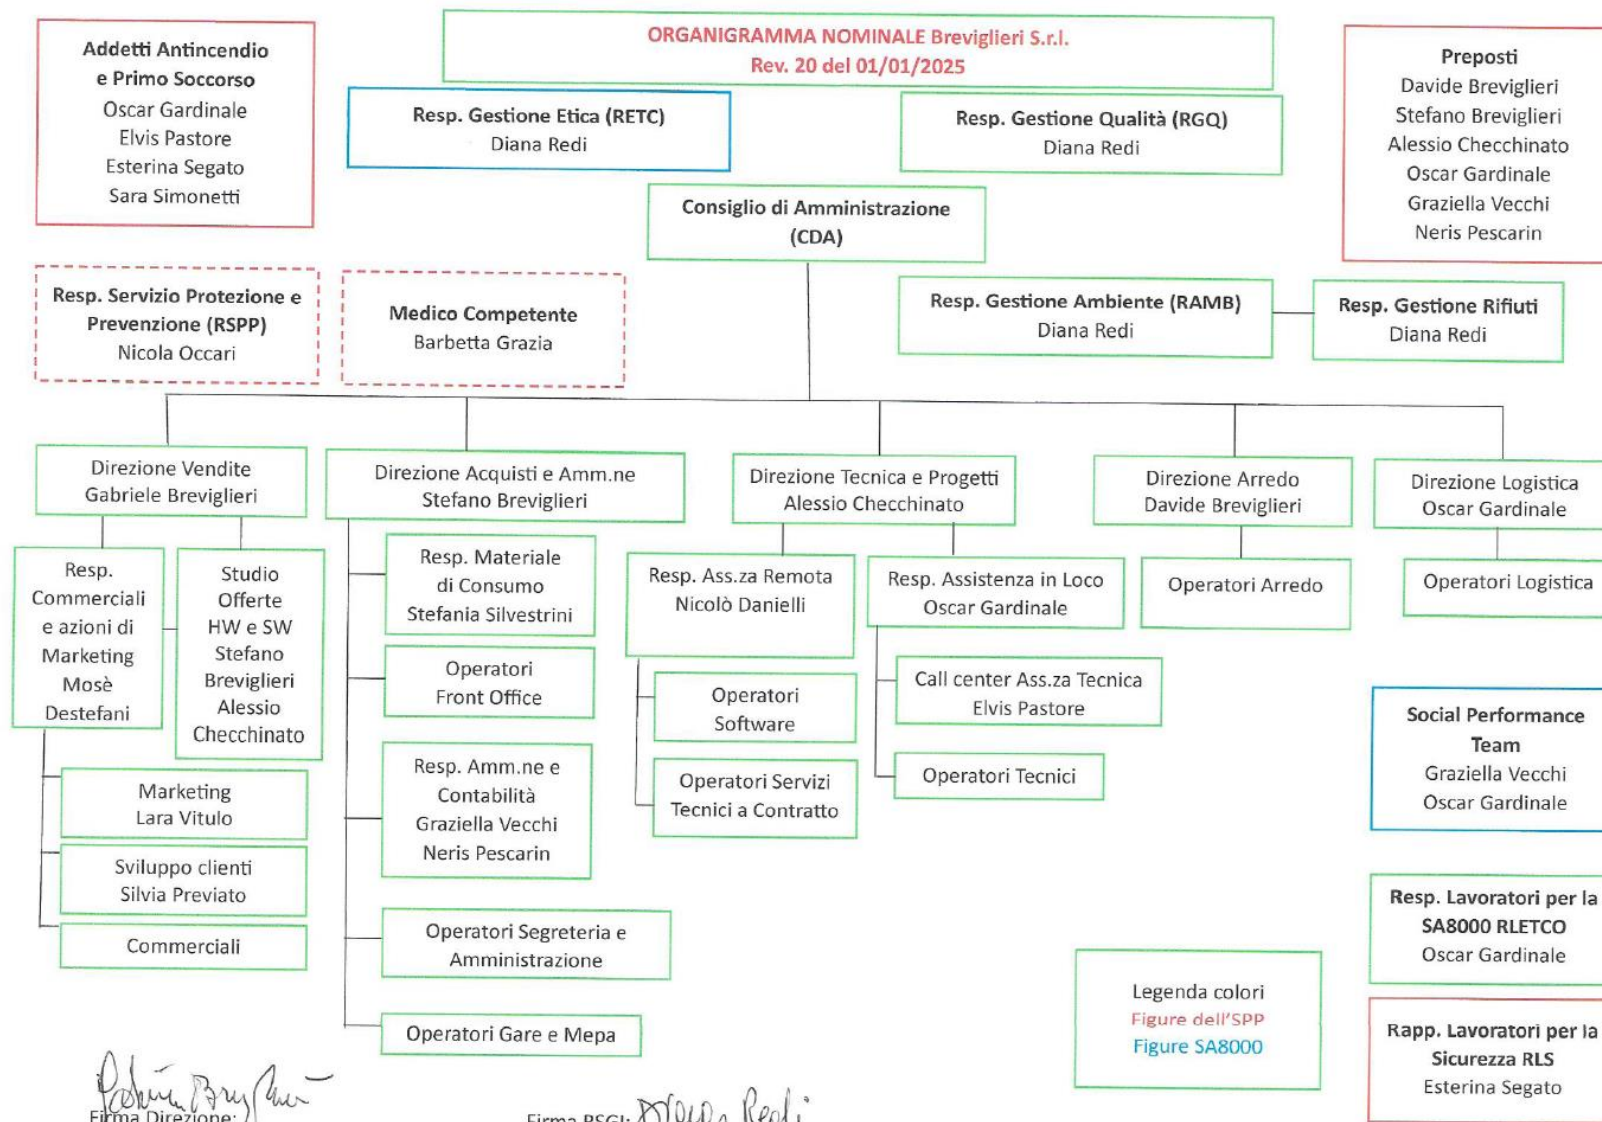 Addetti Antincendio
e Primo Soccorso
Oscar Gardinale
Elvis Pastore
Esterina Segato
Sara Simonetti
ORGANIGRAMMA NOMINALE Breviglieri S.r.l.
Rev. 20 del 01/01/2025
Preposti
Davide Breviglieri
Stefano Breviglieri
Alessio Checchinato
Oscar Gardinale
Graziella Vecchi
Neris Pescarin
Resp. Gestione Etica (RETC)
Diana Redi
Resp. Gestione Qualità (RGQ)
Diana Redi
Consiglio di Amministrazione
(CDA)
Resp. Servizio Protezione e
Prevenzione (RSPP)
Nicola Occari
Medico Competente
Barbetta Grazia
Resp. Gestione Ambiente (RAMB)
Diana Redi
Resp. Gestione Rifiuti
Diana Redi
Direzione Vendite
Gabriele Breviglieri
Direzione Acquisti e Amm.ne
Stefano Breviglieri
Direzione Tecnica e Progetti
Alessio Checchinato
Direzione Arredo
Davide Breviglieri
Direzione Logistica
Oscar Gardinale
Resp.
Commerciali
e azioni di
Marketing
Mosè
Destefani
Studio
Offerte
HW e SW
Stefano
Breviglieri
Alessio
Checchinato
Marketing
Lara Vitulo
Sviluppo clienti
Silvia Previato
Commerciali
Resp. Materiale
di Consumo
Stefania Silvestrini
Operatori
Front Office
Resp. Amm.ne e
Contabilità
Graziella Vecchi
Neris Pescarin
Operatori Segreteria e
Amministrazione
Operatori Gare e Mepa
Resp. Ass.za Remota
Nicolò Danielli
Operatori
Software
Operatori Servizi
Tecnici a Contratto
Resp. Assistenza in Loco
Oscar Gardinale
Call center Ass.za Tecnica
Elvis Pastore
Operatori Tecnici
Operatori Arredo
Operatori Logistica
Social Performance
Team
Graziella Vecchi
Oscar Gardinale
Resp. Lavoratori per la
SA8000 RLETCO
Oscar Gardinale
Rapp. Lavoratori per la
Sicurezza RLS
Esterina Segato
Legenda colori
Figure dell'SPP
Figure SA8000
Firma Direzione:
Firma RSGI: Diana Redi